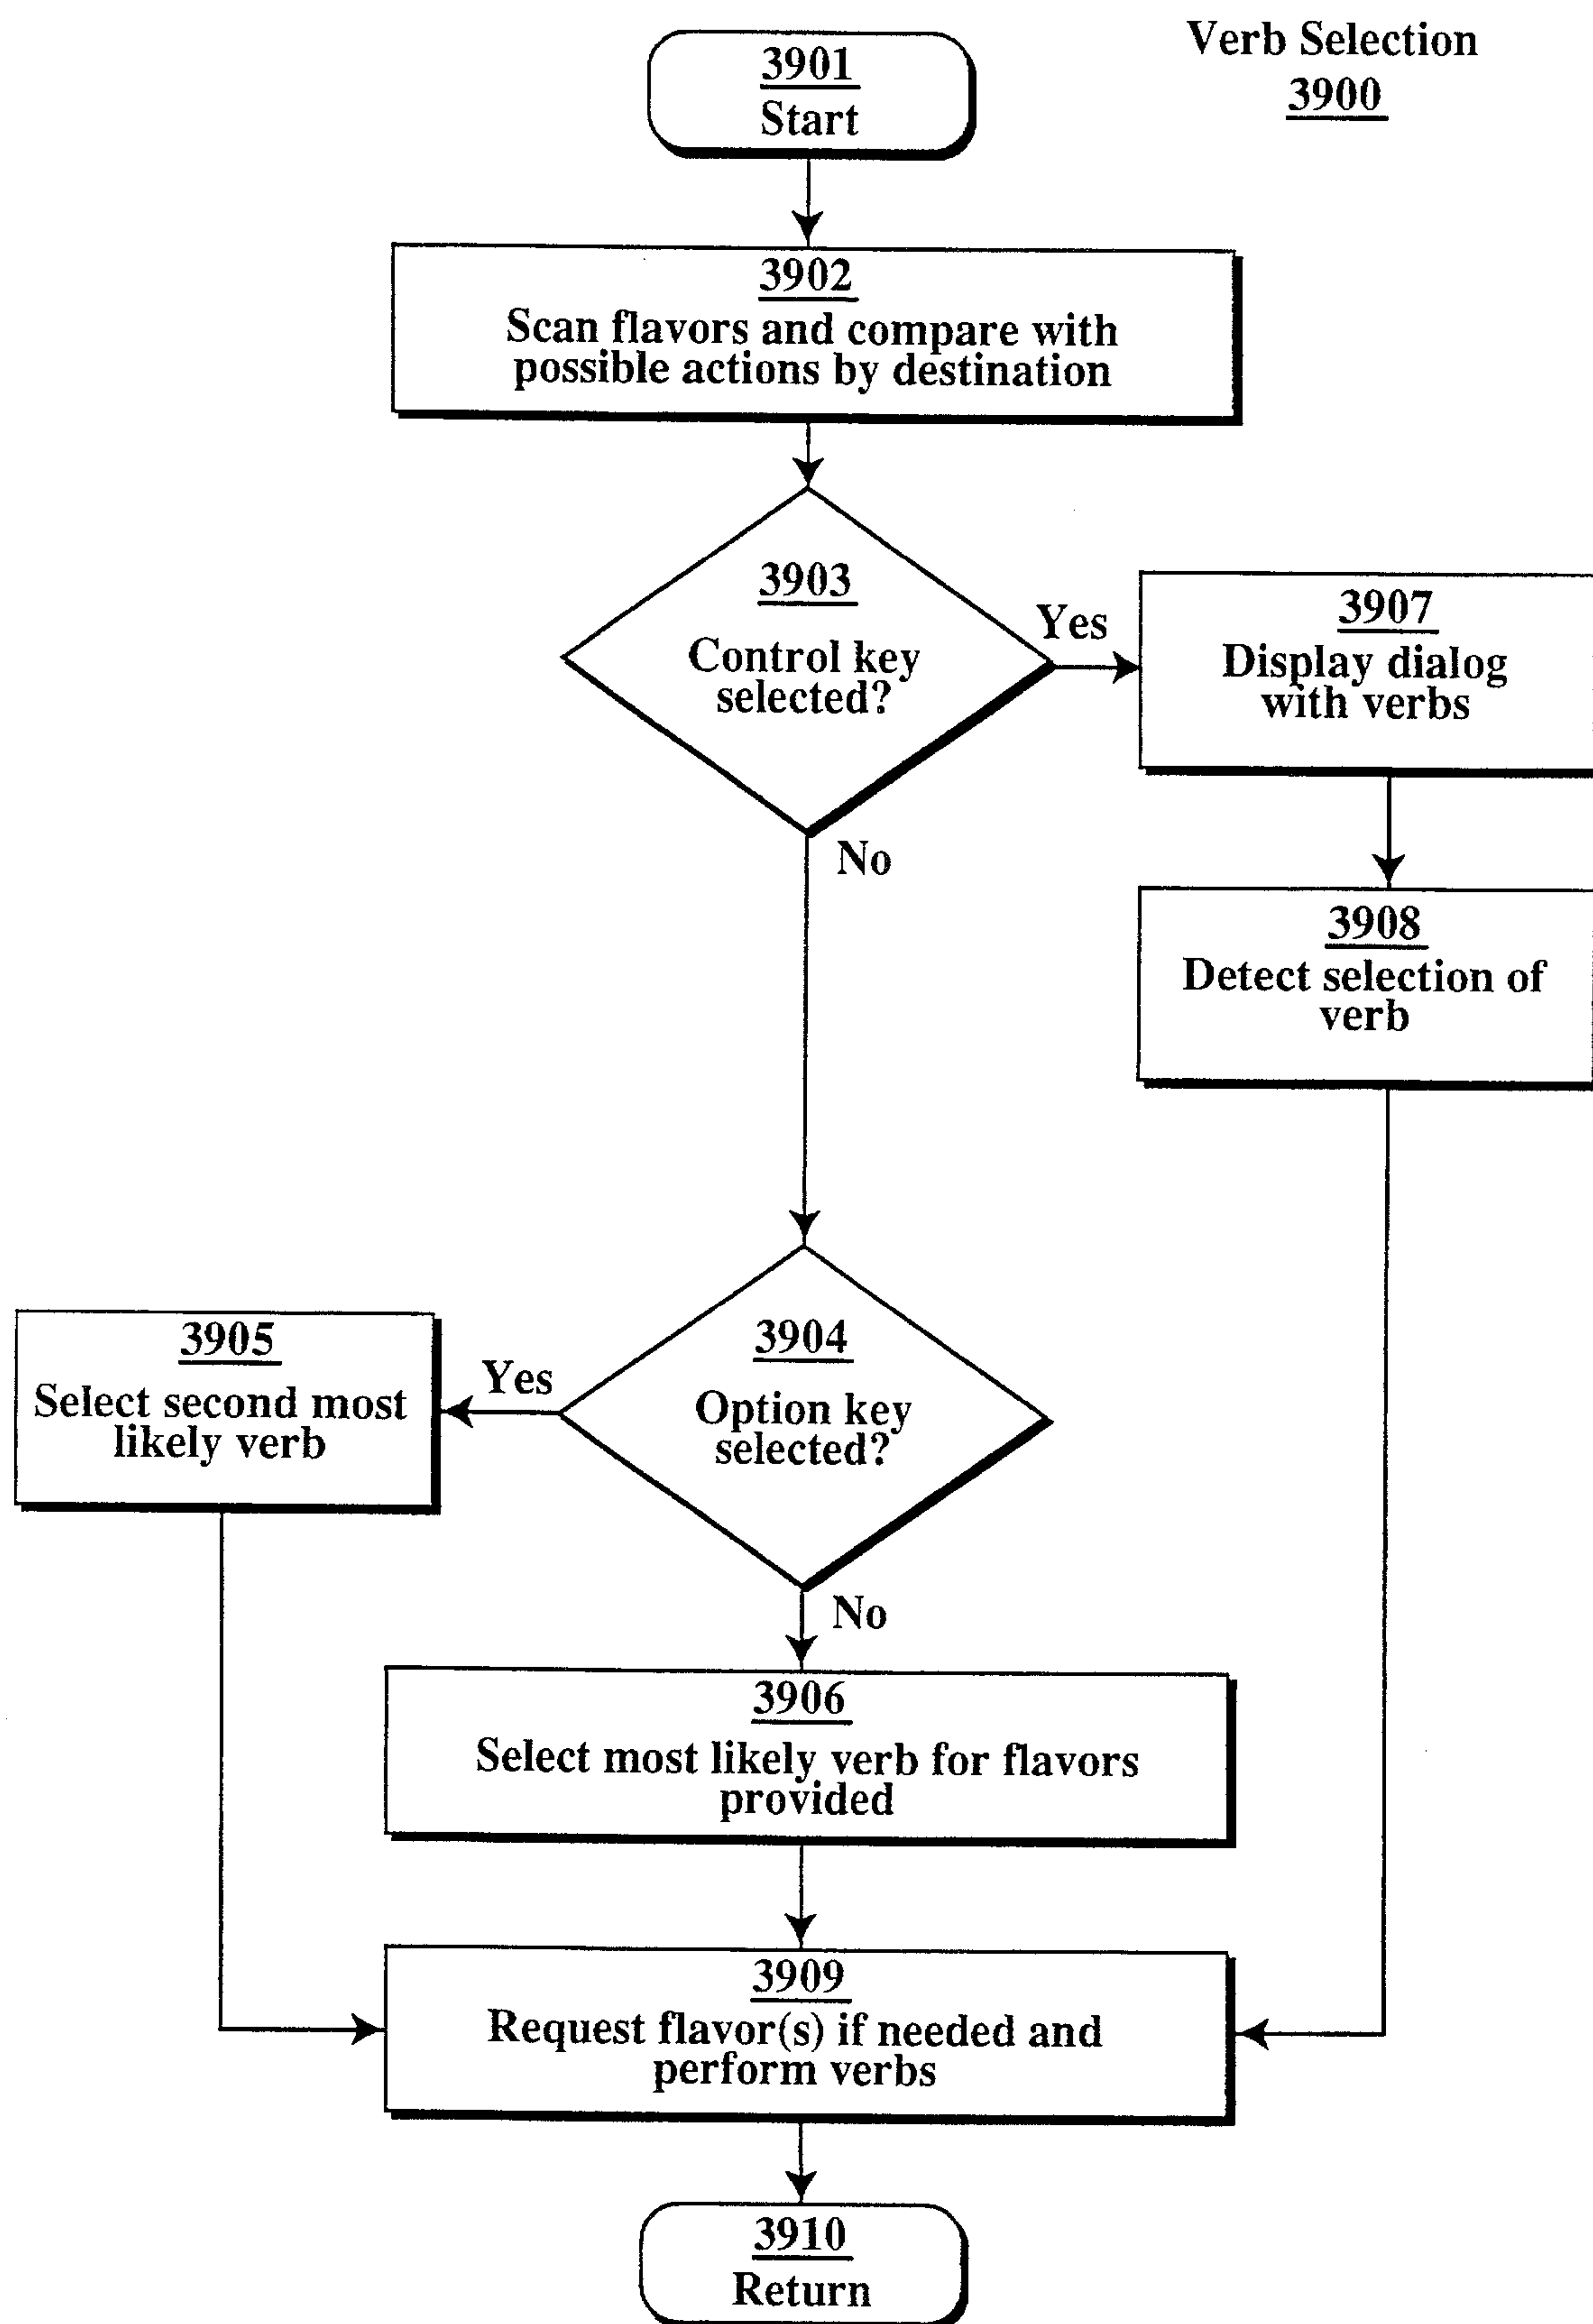 Verb Selection
3900
3901
Start
3902
Scan flavors and compare with
possible actions by destination
3903
Control key
selected?
Yes
No
3907
Display dialog
with verbs
3908
Detect selection of
verb
3904
Option key
selected?
Yes
No
3905
Select second most
likely verb
3906
Select most likely verb for flavors
provided
3909
Request flavor(s) if needed and
perform verbs
3910
Return